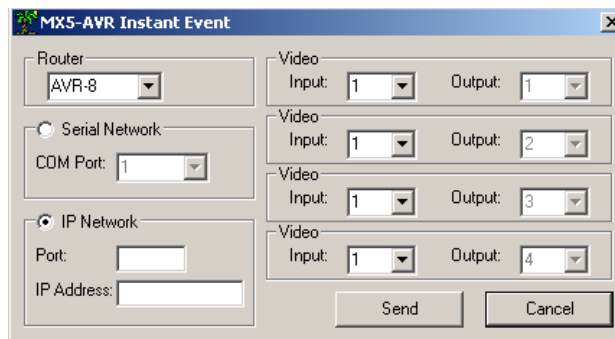 MX5-AVR Instant Event
Router
AVR-8
Serial Network
COM Port: 1
IP Network
Port:
IP Address:
Video
Input: 1 Output: 1
Video
Input: 1 Output: 2
Video
Input: 1 Output: 3
Video
Input: 1 Output: 4
Send Cancel